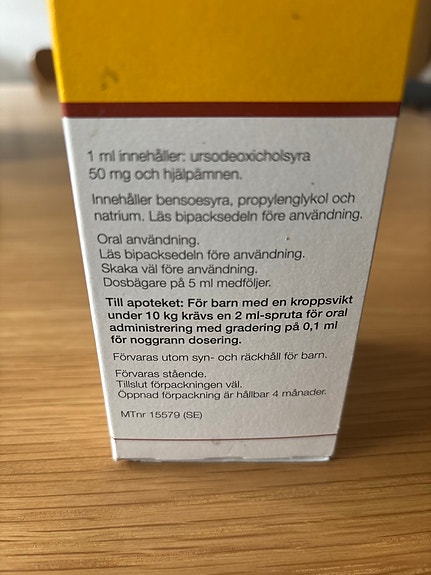 1 ml innehåller: ursodeoxicholsyra
50 mg och hjälpämnen.
Innehåller bensoesyra, propylenglykol och
natrium. Läs bipacksedeln före användning.
Oral användning.
Läs bipacksedeln före användning.
Skaka väl före användning.
Dosbägare på 5 ml medföljer.
Till apoteket: För barn med en kroppsvikt
under 10 kg krävs en 2 ml-spruta för oral
administrering med gradering på 0,1 ml
för noggrann dosering.
Förvaras utom syn- och räckhåll för barn.
Förvaras stående.
Tillslut förpackningen väl.
Öppnad förpackning är hållbar 4 månader.
MTnr 15579 (SE)